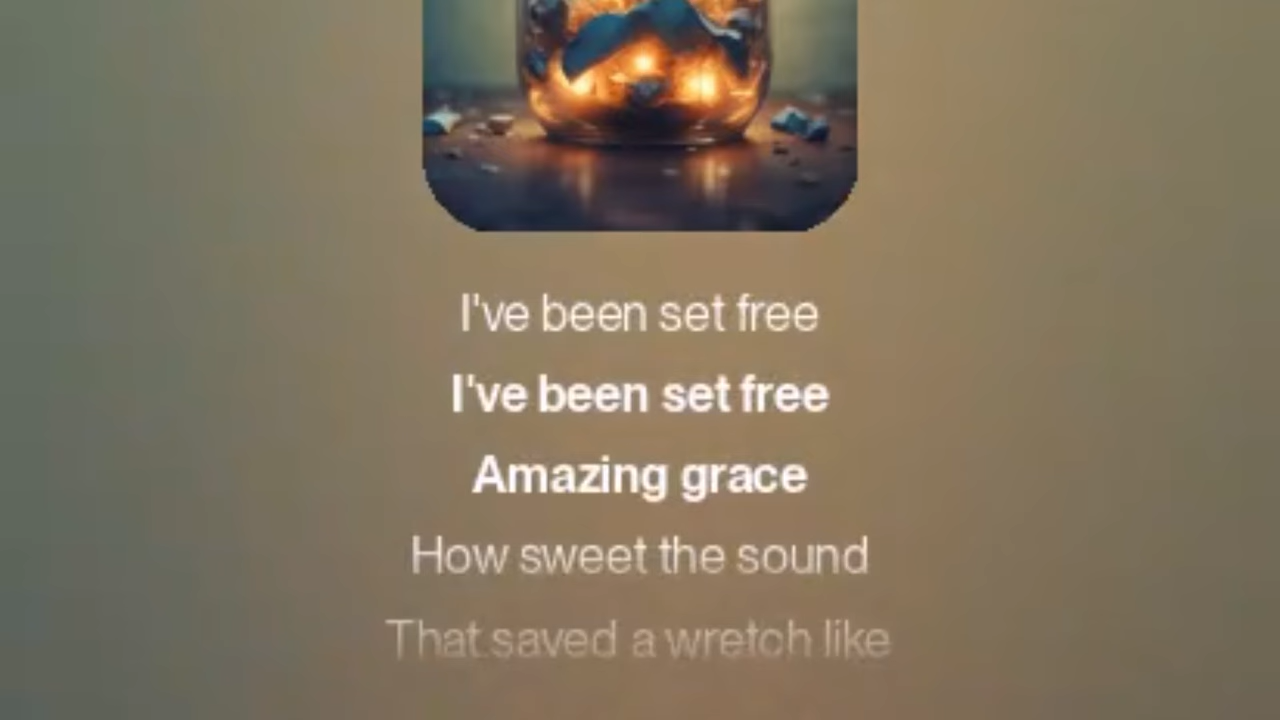 I've been set free
I've been set free
Amazing grace
How sweet the sound
That saved a wretch like